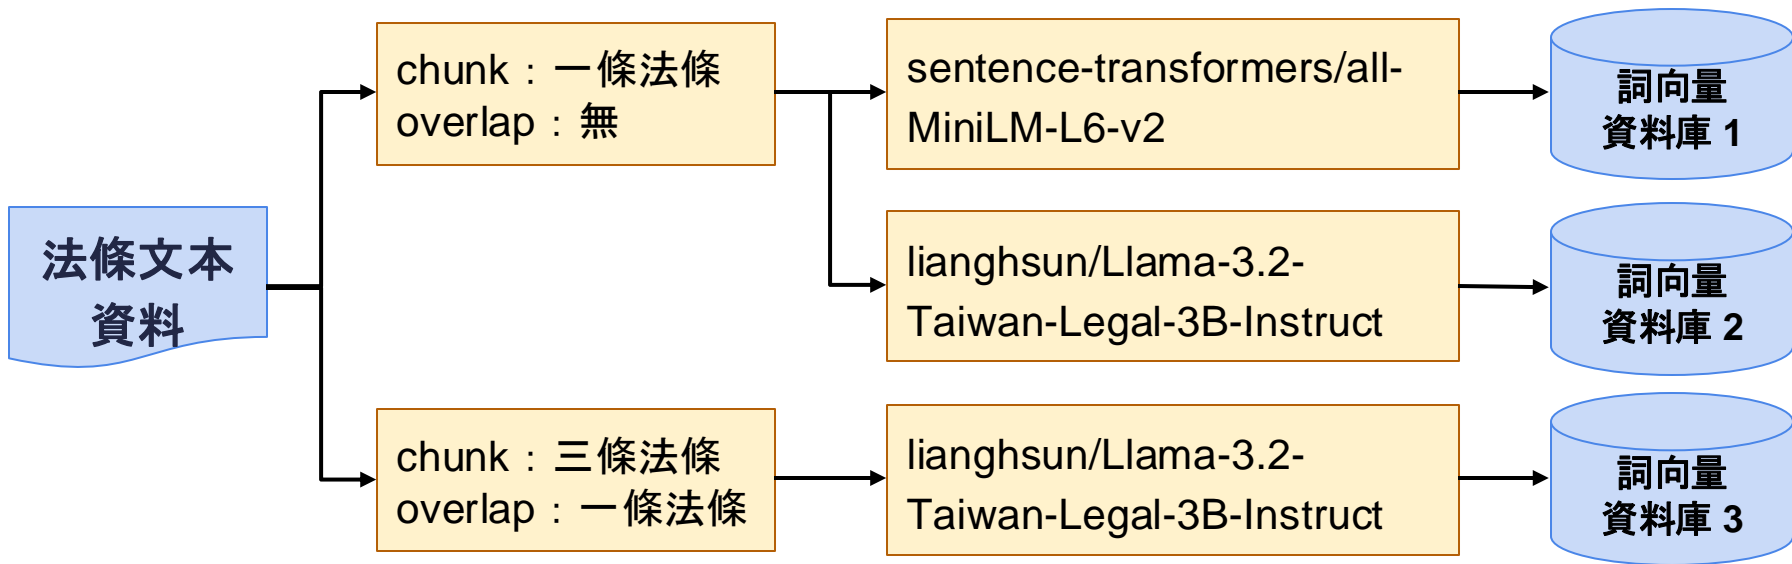 法條文本
資料
chunk：一條法條
overlap：無
sentence-transformers/all-
MiniLM-L6-v2
詞向量
資料庫 1
lianghsun/Llama-3.2-
Taiwan-Legal-3B-Instruct
詞向量
資料庫 2
chunk：三條法條
overlap：一條法條
lianghsun/Llama-3.2-
Taiwan-Legal-3B-Instruct
詞向量
資料庫 3